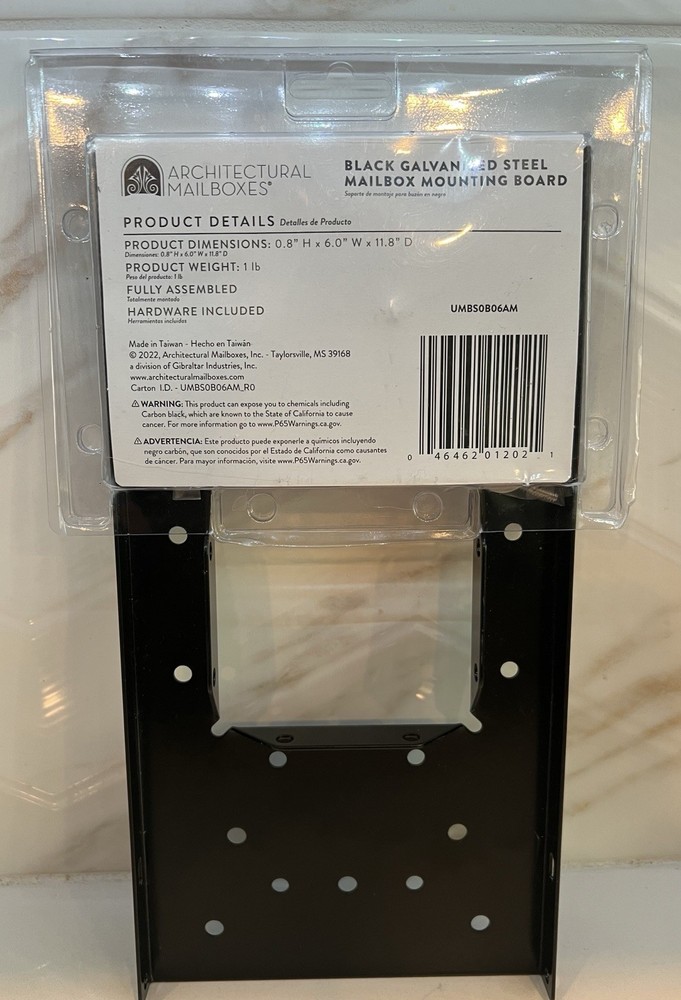 ARCHITECTURAL
MAILBOXES®
BLACK GALVANIZED STEEL
MAILBOX MOUNTING BOARD
Soporte de montaje para buzón en negro
PRODUCT DETAILS Detalles de Producto
PRODUCT DIMENSIONS: 0.8" H x 6.0" W x 11.8" D
Dimensiones: 0.8" H x 6.0" W x 11.8" D
PRODUCT WEIGHT: 1 lb
Peso del producto: 1 lb
FULLY ASSEMBLED
Totalmente montado
HARDWARE INCLUDED
Herramientas incluidas
UMBS0B06AM
Made in Taiwan - Hecho en Taiwán
© 2022, Architectural Mailboxes, Inc. - Taylorsville, MS 39168
a division of Gibraltar Industries, Inc.
www.architecturalmailboxes.com
Carton I.D. - UMBS0B06AM_R0
⚠ WARNING: This product can expose you to chemicals including
Carbon black, which are known to the State of California to cause
cancer. For more information go to www.P65Warnings.ca.gov.
⚠ ADVERTENCIA: Este producto puede exponerle a químicos incluyendo
negro carbón, que son conocidos por el Estado de California como causantes
de cáncer. Para mayor información, visite www.P65Warnings.ca.gov.
0 46462 01202 1